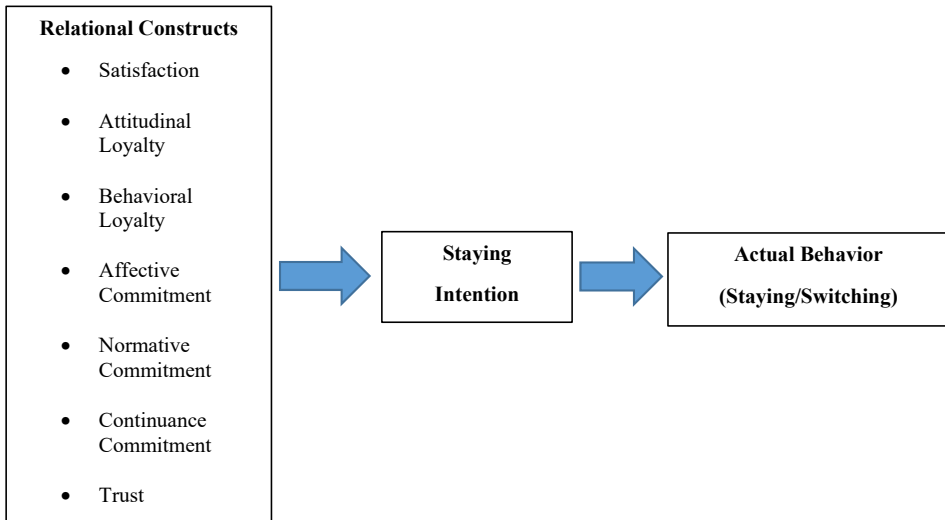 Relational Constructs
• Satisfaction
• Attitudinal
Loyalty
• Behavioral
Loyalty
• Affective
Commitment
• Normative
Commitment
• Continuance
Commitment
• Trust
Staying
Intention
Actual Behavior
(Staying/Switching)